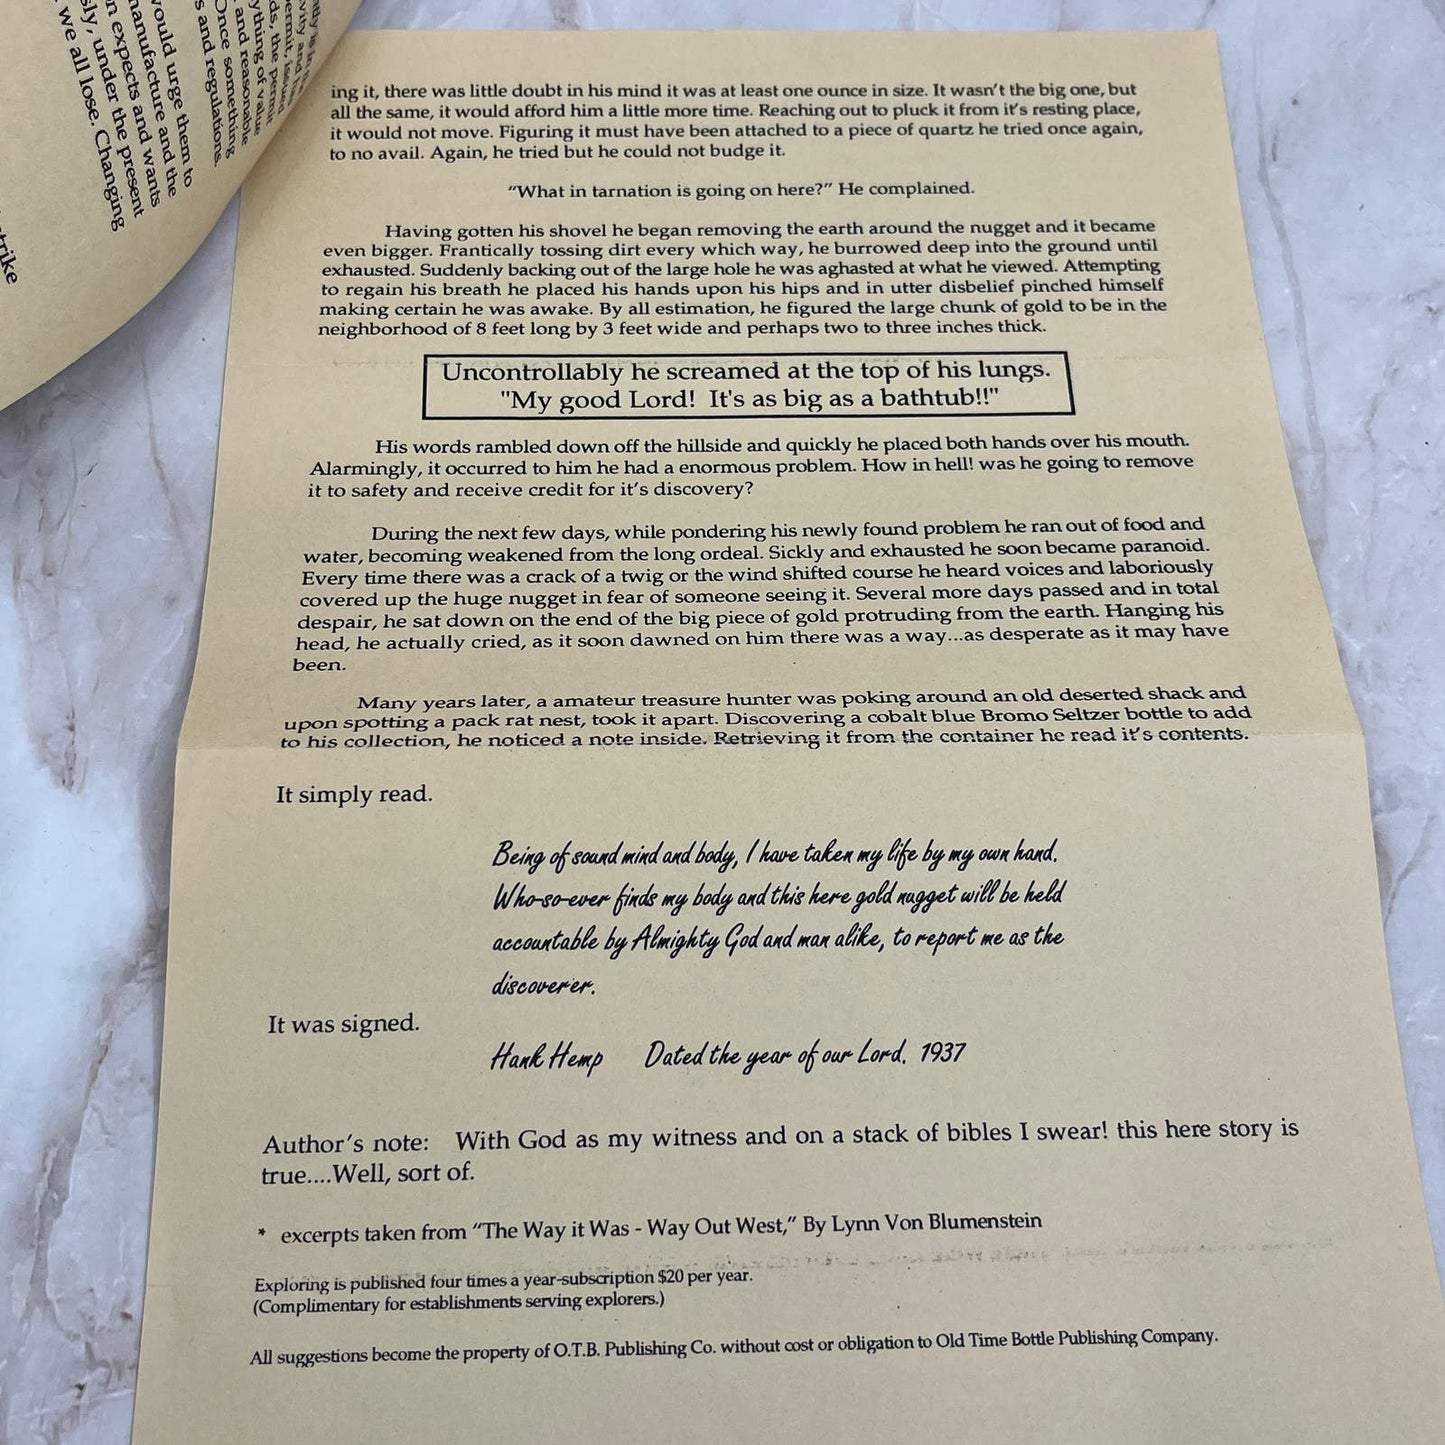 would urge them to
manufacture and the
expects and wants
under the present
we all lose. Changing
the permit
permit, issued
anything of value
and reasonable
Once something
and regulations.
ing it, there was little doubt in his mind it was at least one ounce in size. It wasn't the big one, but
all the same, it would afford him a little more time. Reaching out to pluck it from it's resting place,
it would not move. Figuring it must have been attached to a piece of quartz he tried once again,
to no avail. Again, he tried but he could not budge it.
"What in tarnation is going on here?" He complained.
Having gotten his shovel he began removing the earth around the nugget and it became
even bigger. Frantically tossing dirt every which way, he burrowed deep into the ground until
exhausted. Suddenly backing out of the large hole he was aghasted at what he viewed. Attempting
to regain his breath he placed his hands upon his hips and in utter disbelief pinched himself
making certain he was awake. By all estimation, he figured the large chunk of gold to be in the
neighborhood of 8 feet long by 3 feet wide and perhaps two to three inches thick.
Uncontrollably he screamed at the top of his lungs.
"My good Lord! It's as big as a bathtub!!"
His words rambled down off the hillside and quickly he placed both hands over his mouth.
Alarmingly, it occurred to him he had a enormous problem. How in hell! was he going to remove
it to safety and receive credit for it's discovery?
During the next few days, while pondering his newly found problem he ran out of food and
water, becoming weakened from the long ordeal. Sickly and exhausted he soon became paranoid.
Every time there was a crack of a twig or the wind shifted course he heard voices and laboriously
covered up the huge nugget in fear of someone seeing it. Several more days passed and in total
despair, he sat down on the end of the big piece of gold protruding from the earth. Hanging his
head, he actually cried, as it soon dawned on him there was a way...as desperate as it may have
been.
Many years later, a amateur treasure hunter was poking around an old deserted shack and
upon spotting a pack rat nest, took it apart. Discovering a cobalt blue Bromo Seltzer bottle to add
to his collection, he noticed a note inside. Retrieving it from the container he read it's contents.
It simply read.
Being of sound mind and body, I have taken my life by my own hand.
Who-so-ever finds my body and this here gold nugget will be held
accountable by Almighty God and man alike, to report me as the
discoverer.
It was signed.
Hank Hemp Dated the year of our Lord. 1937
Author's note: With God as my witness and on a stack of bibles I swear! this here story is
true....Well, sort of.
* excerpts taken from "The Way it Was - Way Out West," By Lynn Von Blumenstein
Exploring is published four times a year-subscription $20 per year.
(Complimentary for establishments serving explorers.)
All suggestions become the property of O.T.B. Publishing Co. without cost or obligation to Old Time Bottle Publishing Company.